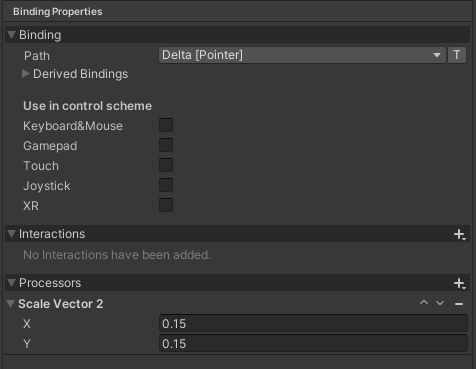 Binding Properties
Binding
Path Delta [Pointer] T
Derived Bindings
Use in control scheme
Keyboard&Mouse
Gamepad
Touch
Joystick
XR
Interactions
No Interactions have been added.
Processors
Scale Vector 2
X 0.15
Y 0.15